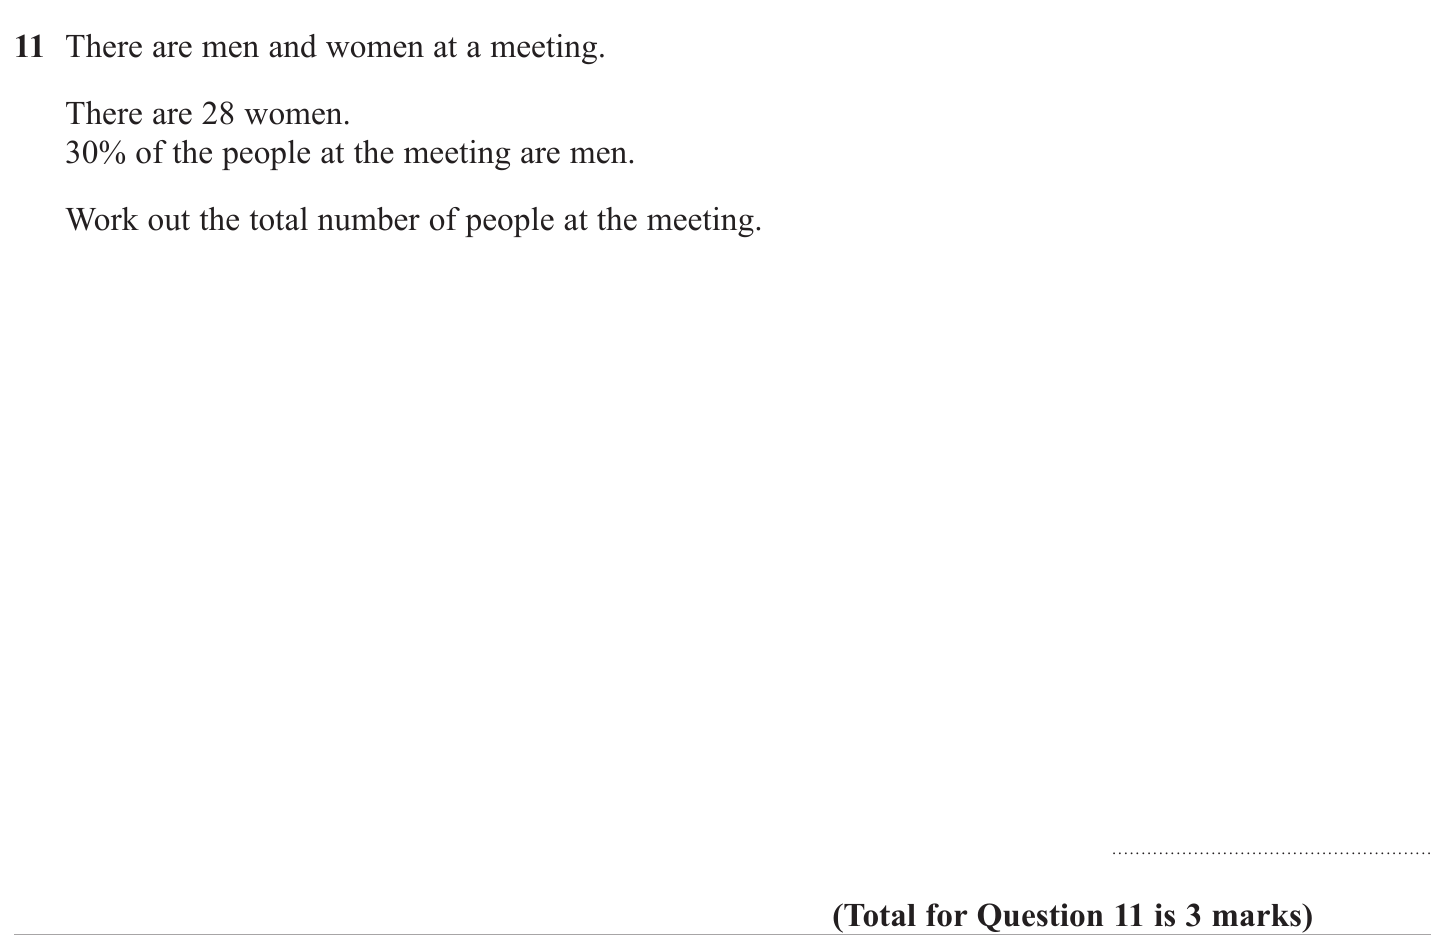 11 There are men and women at a meeting.
There are 28 women.
30% of the people at the meeting are men.
Work out the total number of people at the meeting.
(Total for Question 11 is 3 marks)